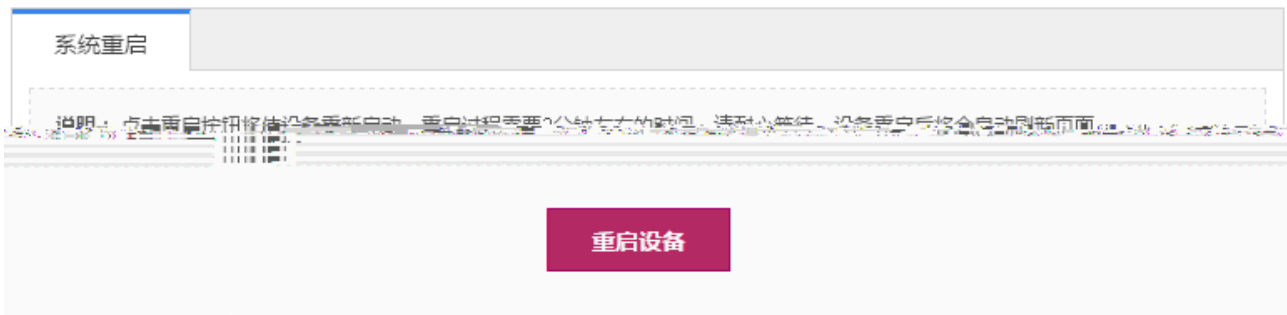 系统重启
说明：点击重启按钮将使设备重新启动，重启过程需要2分钟左右的时间，请耐心等待，设备重启后将会自动刷新页面
重启设备